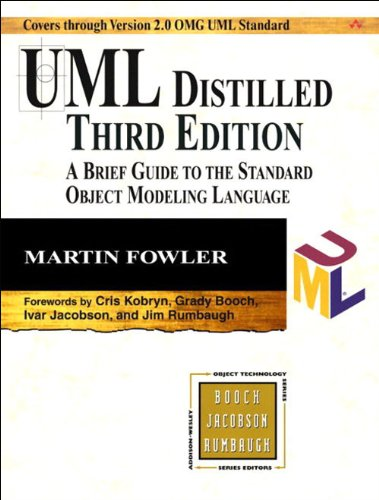 Covers through Version 2.0 OMG UML Standard
UML DISTILLED
THIRD EDITION
A BRIEF GUIDE TO THE STANDARD
OBJECT MODELING LANGUAGE
MARTIN FOWLER
Forewords by Cris Kobryn, Grady Booch,
Ivar Jacobson, and Jim Rumbaugh
UML
OBJECT TECHNOLOGY
SERIES
BOOCH
JACOBSON
RUMBAUGH
ADDISON-WESLEY
SERIES EDITORS